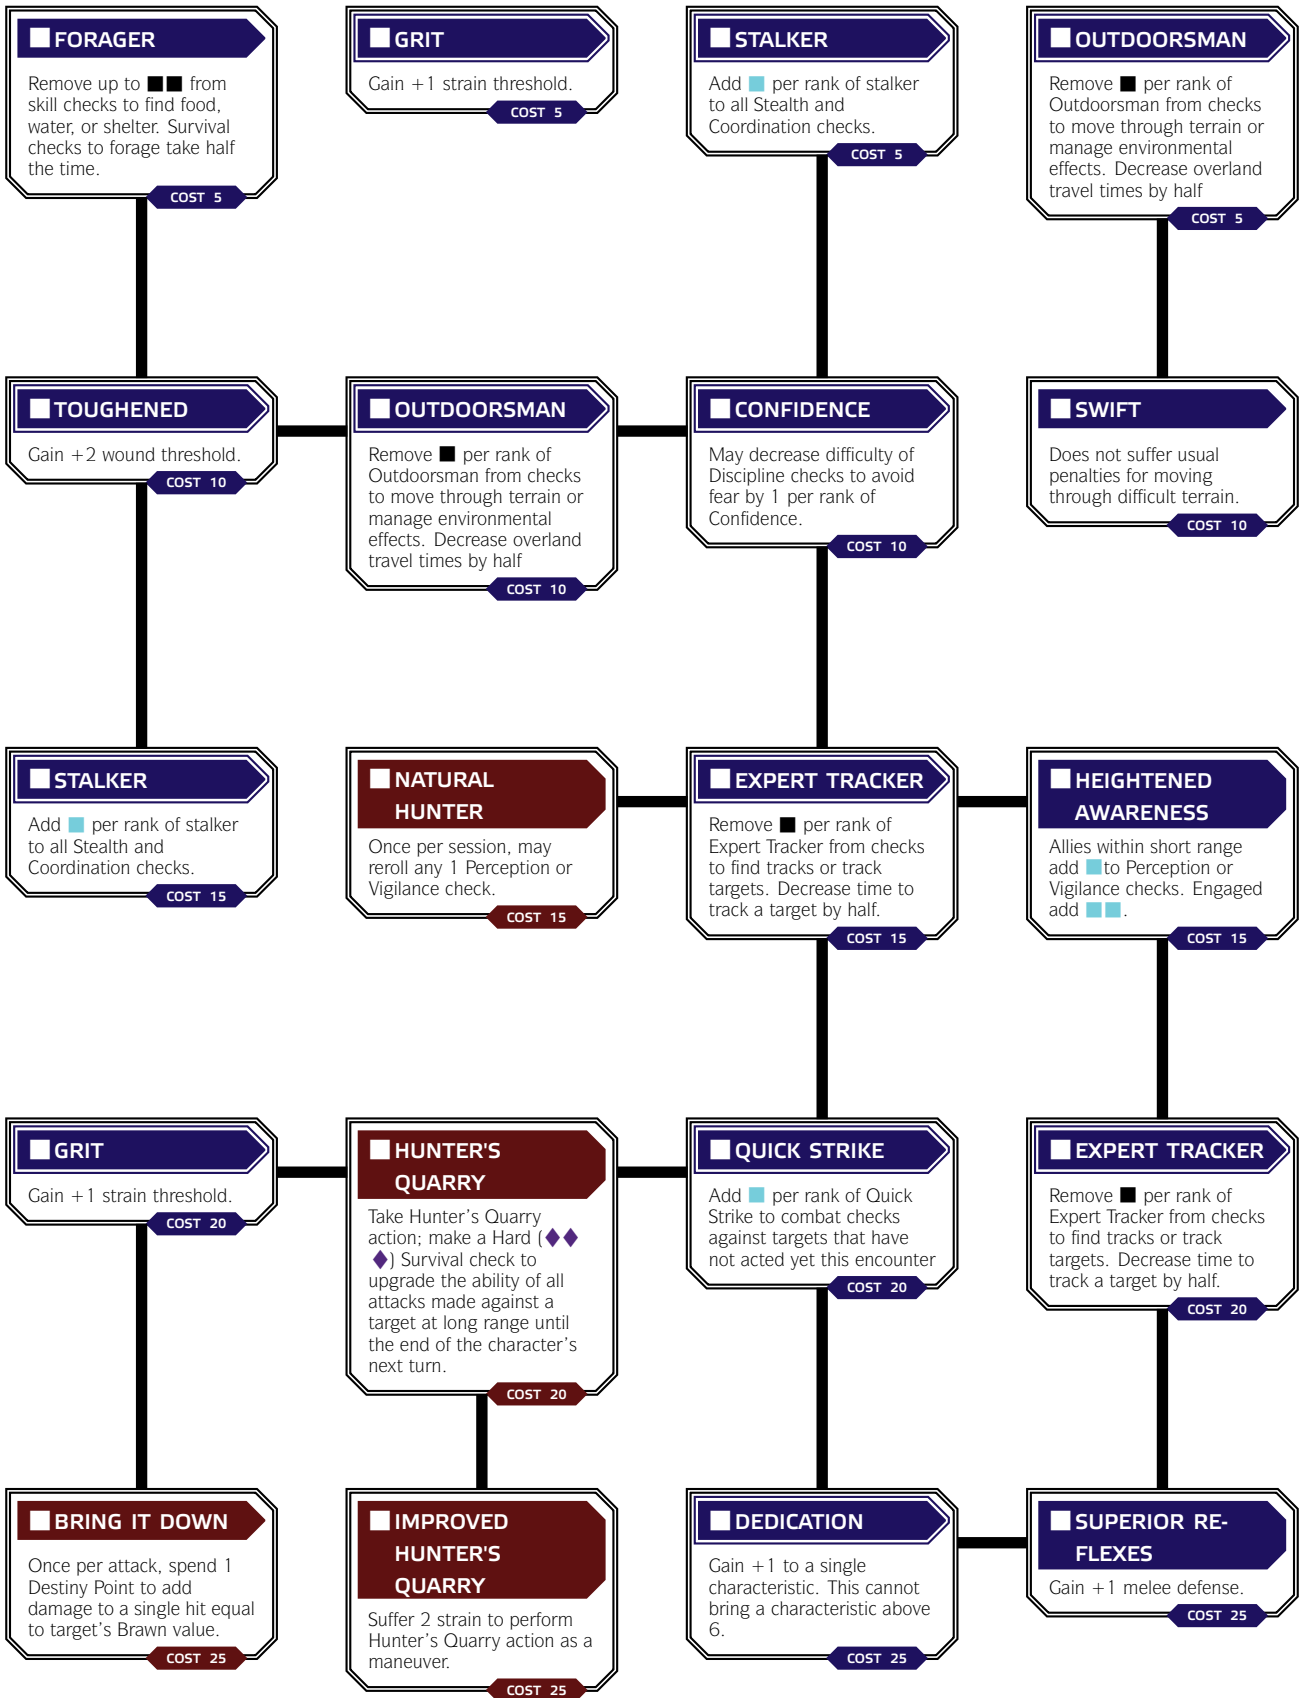 FORAGER
Remove up to ■■ from
skill checks to find food,
water, or shelter. Survival
checks to forage take half
the time.
COST 5
GRIT
Gain +1 strain threshold.
COST 5
STALKER
Add ■ per rank of stalker
to all Stealth and
Coordination checks.
COST 5
OUTDOORSMAN
Remove ■ per rank of
Outdoorsman from checks
to move through terrain or
manage environmental
effects. Decrease overland
travel times by half
COST 5
TOUGHENED
Gain +2 wound threshold.
COST 10
OUTDOORSMAN
Remove ■ per rank of
Outdoorsman from checks
to move through terrain or
manage environmental
effects. Decrease overland
travel times by half
COST 10
CONFIDENCE
May decrease difficulty of
Discipline checks to avoid
fear by 1 per rank of
Confidence.
COST 10
SWIFT
Does not suffer usual
penalties for moving
through difficult terrain.
COST 10
STALKER
Add ■ per rank of stalker
to all Stealth and
Coordination checks.
COST 15
NATURAL
HUNTER
Once per session, may
reroll any 1 Perception or
Vigilance check.
COST 15
EXPERT TRACKER
Remove ■ per rank of
Expert Tracker from checks
to find tracks or track
targets. Decrease time to
track a target by half.
COST 15
HEIGHTENED
AWARENESS
Allies within short range
add ■ to Perception or
Vigilance checks. Engaged
add ■■.
COST 15
GRIT
Gain +1 strain threshold.
COST 20
HUNTER'S
QUARRY
Take Hunter's Quarry
action; make a Hard (◆◆
◆) Survival check to
upgrade the ability of all
attacks made against a
target at long range until
the end of the character's
next turn.
COST 20
QUICK STRIKE
Add ■ per rank of Quick
Strike to combat checks
against targets that have
not acted yet this encounter
COST 20
EXPERT TRACKER
Remove ■ per rank of
Expert Tracker from checks
to find tracks or track
targets. Decrease time to
track a target by half.
COST 20
BRING IT DOWN
Once per attack, spend 1
Destiny Point to add
damage to a single hit equal
to target's Brawn value.
COST 25
IMPROVED
HUNTER'S
QUARRY
Suffer 2 strain to perform
Hunter's Quarry action as a
maneuver.
COST 25
DEDICATION
Gain +1 to a single
characteristic. This cannot
bring a characteristic above
6.
COST 25
SUPERIOR RE-
FLEXES
Gain +1 melee defense.
COST 25